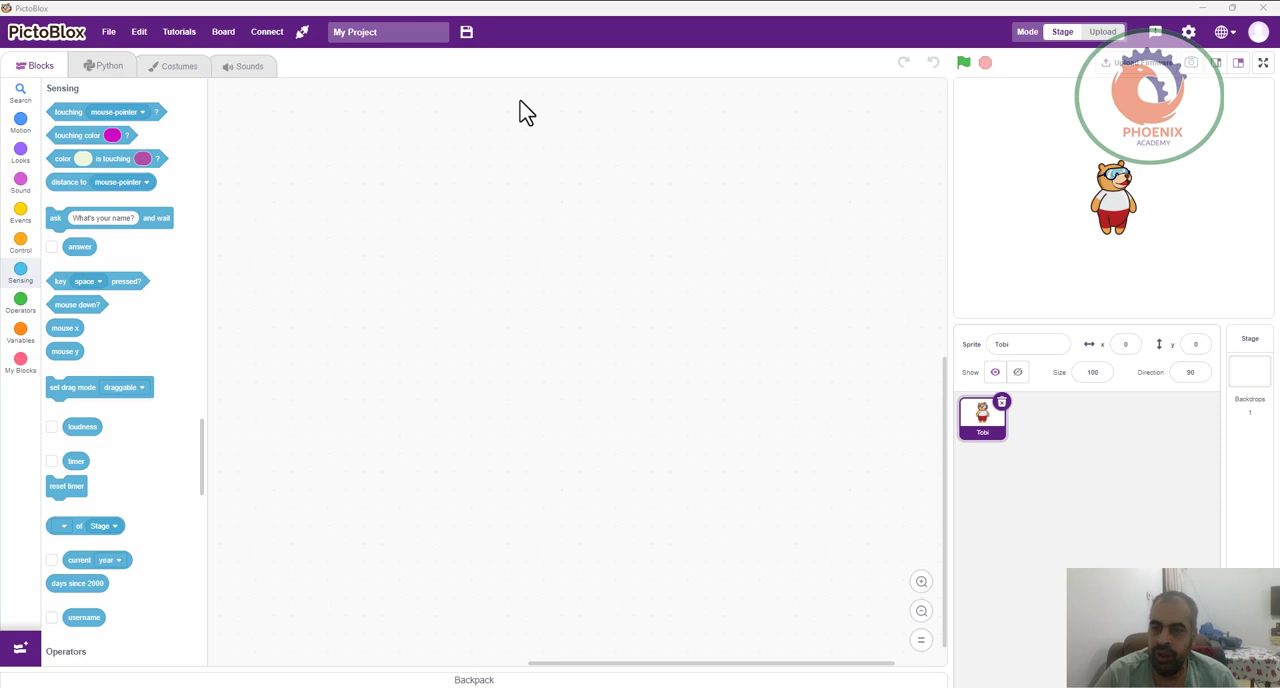 PictoBlox
PictoBlox File Edit Tutorials Board Connect My Project Mode Stage Upload
Blocks Python Costumes Sounds Upload Firmware
PHOENIX
ACADEMY
Search
Motion
Looks
Sound
Events
Control
Sensing
Operators
Variables
My Blocks
Sensing
touching mouse-pointer ?
touching color ?
color is touching ?
distance to mouse-pointer
ask What's your name? and wait
answer
key space pressed?
mouse down?
mouse x
mouse y
set drag mode draggable
loudness
timer
reset timer
of Stage
current year
days since 2000
username
Operators
Sprite Tobi x 0 y 0
Show Size 100 Direction 90
Tobi
Stage
Backdrops
1
Backpack